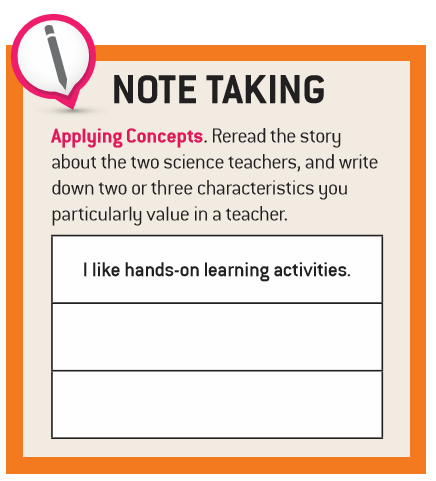 NOTE TAKING
Applying Concepts. Reread the story
about the two science teachers, and write
down two or three characteristics you
particularly value in a teacher.
I like hands-on learning activities.